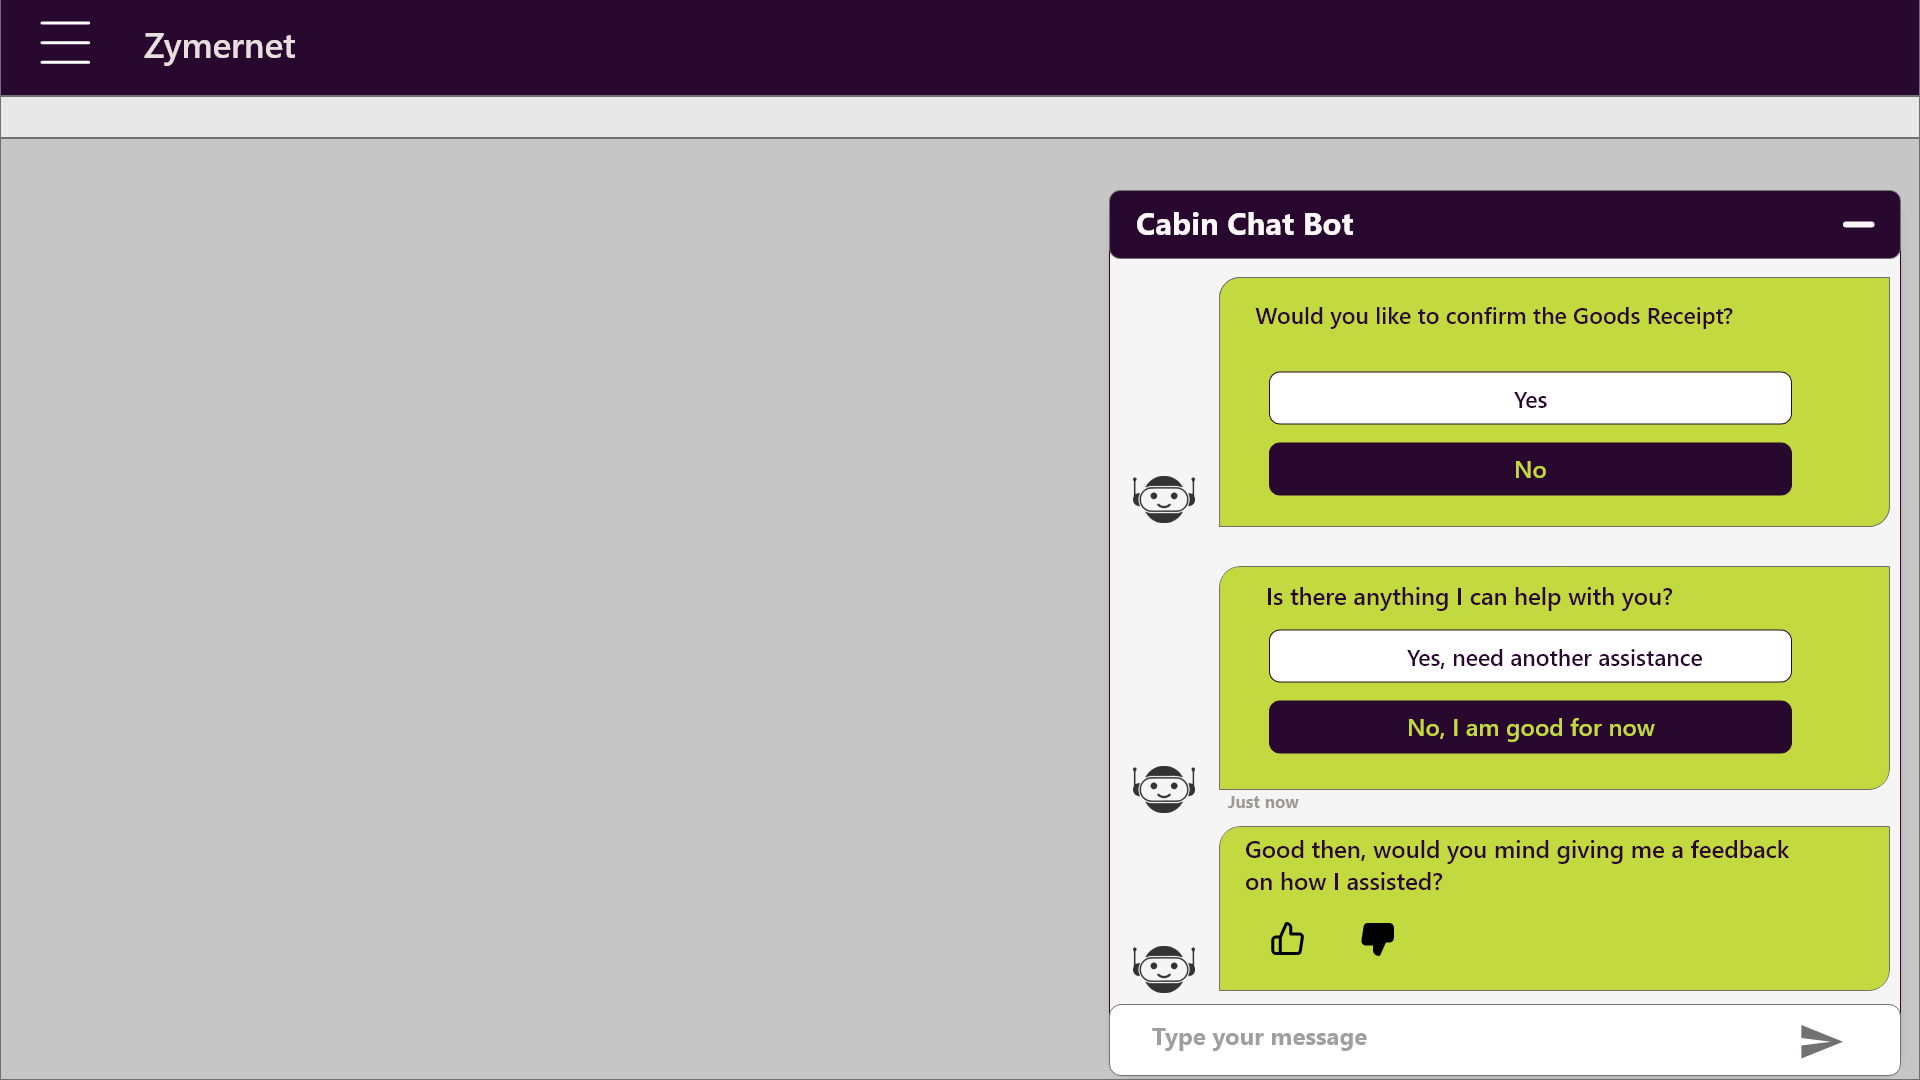 Zymernet
Cabin Chat Bot
Would you like to confirm the Goods Receipt?
Yes
No
Is there anything I can help with you?
Yes, need another assistance
No, I am good for now
Just now
Good then, would you mind giving me a feedback
on how I assisted?
Type your message